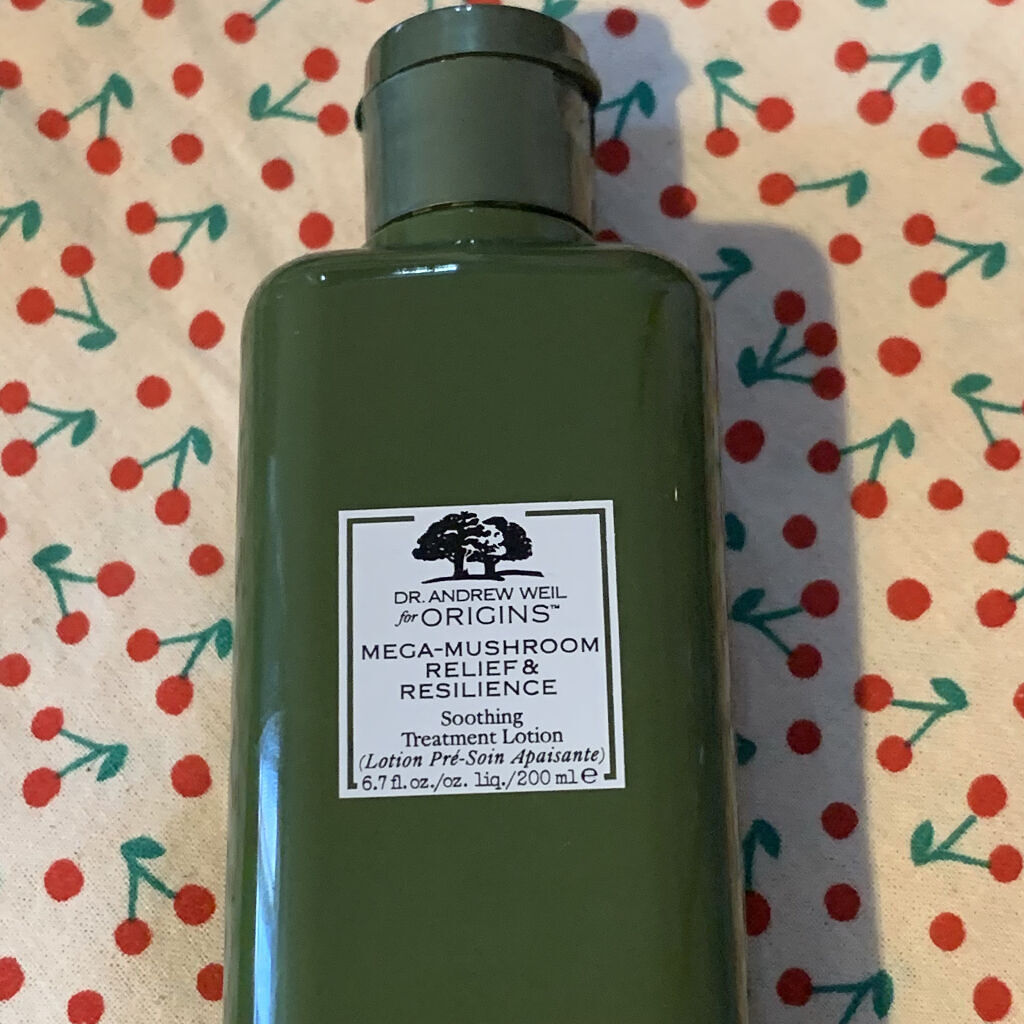 DR. ANDREW WEIL
for ORIGINS™
MEGA-MUSHROOM
RELIEF &
RESILIENCE
Soothing
Treatment Lotion
(Lotion Pré-Soin Apaisante)
6.7 fl. oz./oz. liq./200 ml ℮